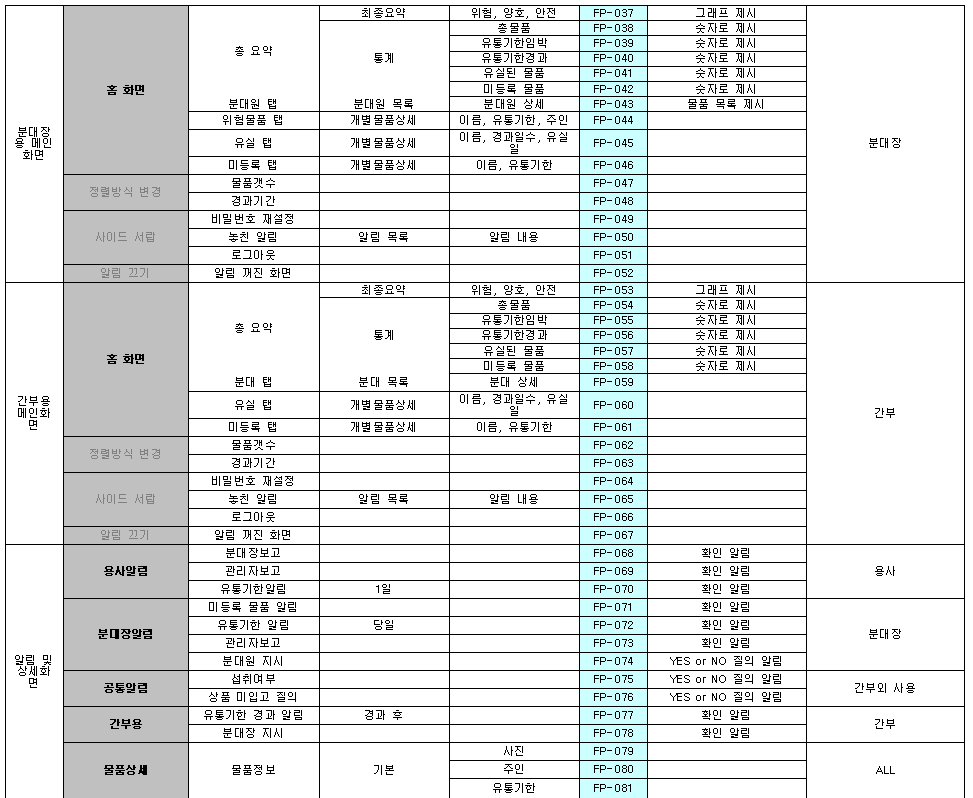 최종요약 위험, 양호, 안전 FP-037 그래프 제시
총물품 FP-038 숫자로 제시
유통기한임박 FP-039 숫자로 제시
총 요약 통계 유통기한경과 FP-040 숫자로 제시
유실된 물품 FP-041 숫자로 제시
홈 화면 미등록 물품 FP-042 숫자로 제시
분대원 탭 분대원 목록 분대원 상세 FP-043 물품 목록 제시
위험물품 탭 개별물품상세 이름, 유통기한, 주인 FP-044
분대장
용 메인
화면
유실 탭 개별물품상세 이름, 경과일수, 유실
일 FP-045 분대장
미등록 탭 개별물품상세 이름, 유통기한 FP-046
정렬방식 변경 물품갯수 FP-047
경과기간 FP-048
비밀번호 재설정 FP-049
사이드 서랍 놓친 알림 알림 목록 알림 내용 FP-050
로그아웃 FP-051
알림 끄기 알림 꺼진 화면 FP-052
최종요약 위험, 양호, 안전 FP-053 그래프 제시
총물품 FP-054 숫자로 제시
유통기한임박 FP-055 숫자로 제시
총 요약 통계 유통기한경과 FP-056 숫자로 제시
유실된 물품 FP-057 숫자로 제시
홈 화면 미등록 물품 FP-058 숫자로 제시
분대 탭 분대 목록 분대 상세 FP-059
간부용
메인화
면
유실 탭 개별물품상세 이름, 경과일수, 유실
일 FP-060 간부
미등록 탭 개별물품상세 이름, 유통기한 FP-061
정렬방식 변경 물품갯수 FP-062
경과기간 FP-063
비밀번호 재설정 FP-064
사이드 서랍 놓친 알림 알림 목록 알림 내용 FP-065
로그아웃 FP-066
알림 끄기 알림 꺼진 화면 FP-067
분대장보고 FP-068 확인 알림
용사알림 관리자보고 FP-069 확인 알림 용사
유통기한알림 1일 FP-070 확인 알림
미등록 물품 알림 FP-071 확인 알림
분대장알림 유통기한 알림 당일 FP-072 확인 알림 분대장
관리자보고 FP-073 확인 알림
알림 및
상세화
면
분대원 지시 FP-074 YES or NO 질의 알림
공통알림 섭취여부 FP-075 YES or NO 질의 알림 간부외 사용
상품 미입고 질의 FP-076 YES or NO 질의 알림
간부용 유통기한 경과 알림 경과 후 FP-077 확인 알림 간부
분대장 지시 FP-078 확인 알림
사진 FP-079
물품상세 물품정보 기본 주인 FP-080 ALL
유통기한 FP-081